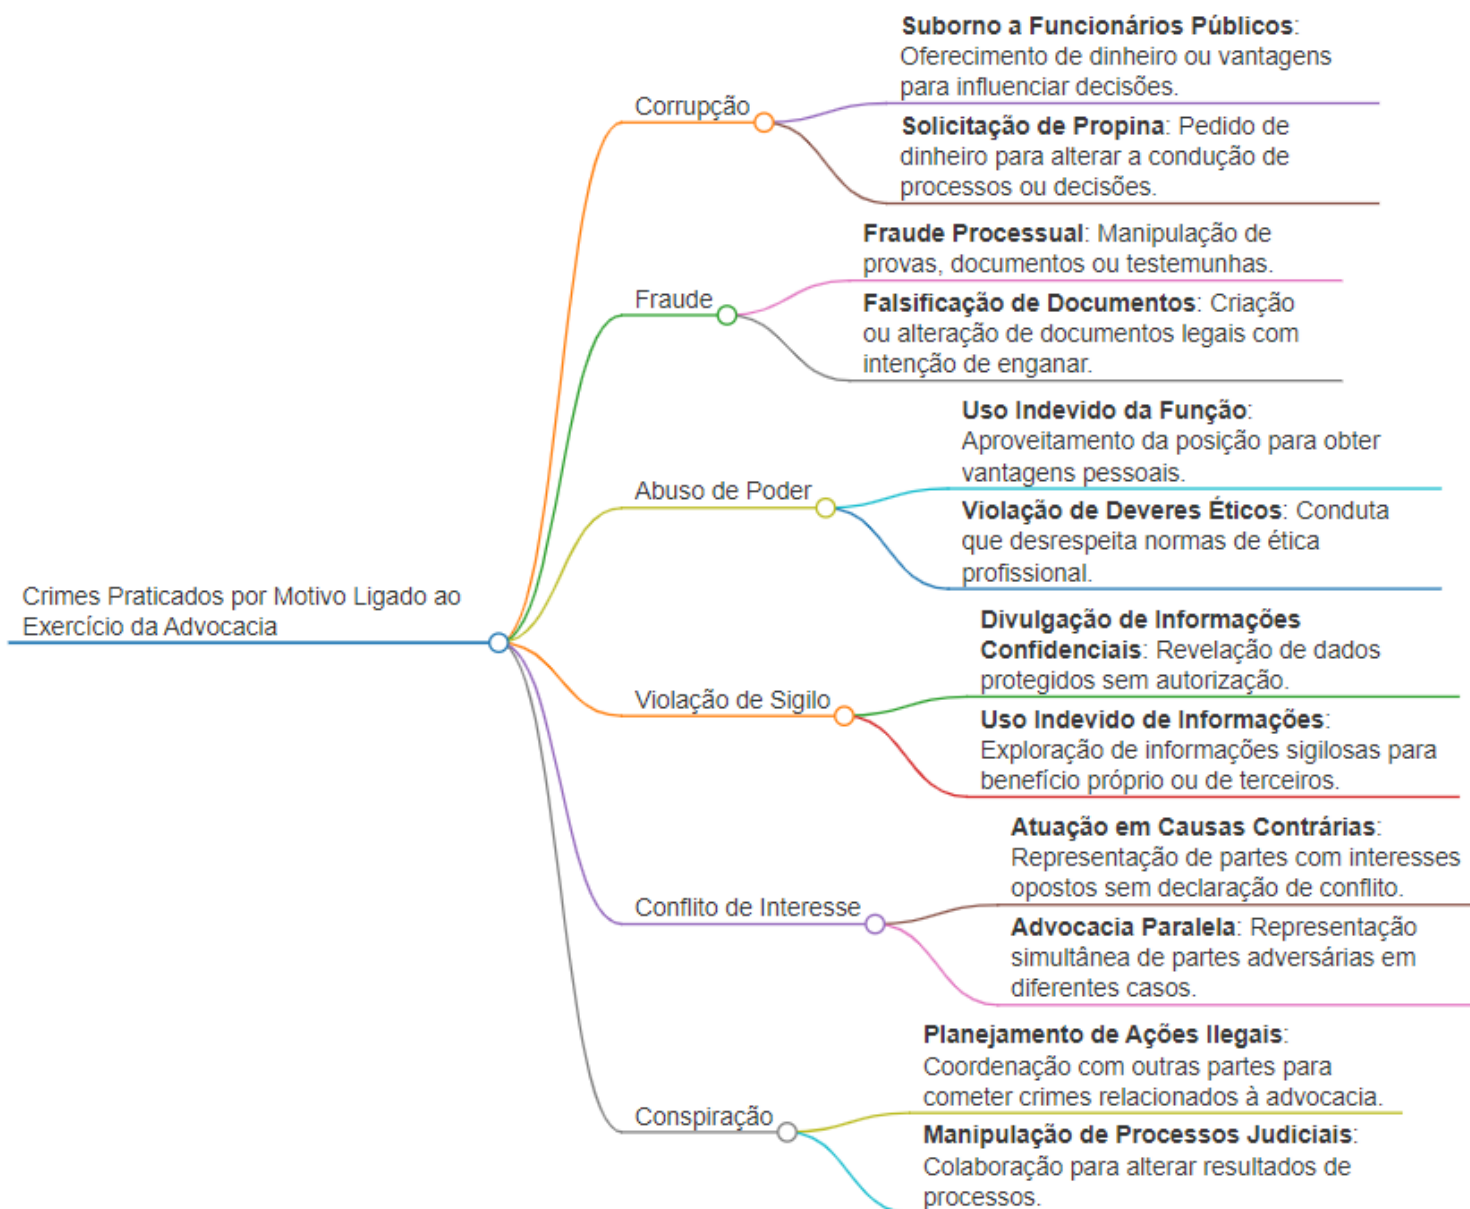 Crimes Praticados por Motivo Ligado ao
Exercício da Advocacia
Corrupção
Suborno a Funcionários Públicos:
Oferecimento de dinheiro ou vantagens
para influenciar decisões.
Solicitação de Propina: Pedido de
dinheiro para alterar a condução de
processos ou decisões.
Fraude
Fraude Processual: Manipulação de
provas, documentos ou testemunhas.
Falsificação de Documentos: Criação
ou alteração de documentos legais com
intenção de enganar.
Abuso de Poder
Uso Indevido da Função:
Aproveitamento da posição para obter
vantagens pessoais.
Violação de Deveres Éticos: Conduta
que desrespeita normas de ética
profissional.
Violação de Sigilo
Divulgação de Informações
Confidenciais: Revelação de dados
protegidos sem autorização.
Uso Indevido de Informações:
Exploração de informações sigilosas para
benefício próprio ou de terceiros.
Conflito de Interesse
Atuação em Causas Contrárias:
Representação de partes com interesses
opostos sem declaração de conflito.
Advocacia Paralela: Representação
simultânea de partes adversárias em
diferentes casos.
Conspiração
Planejamento de Ações Ilegais:
Coordenação com outras partes para
cometer crimes relacionados à advocacia.
Manipulação de Processos Judiciais:
Colaboração para alterar resultados de
processos.